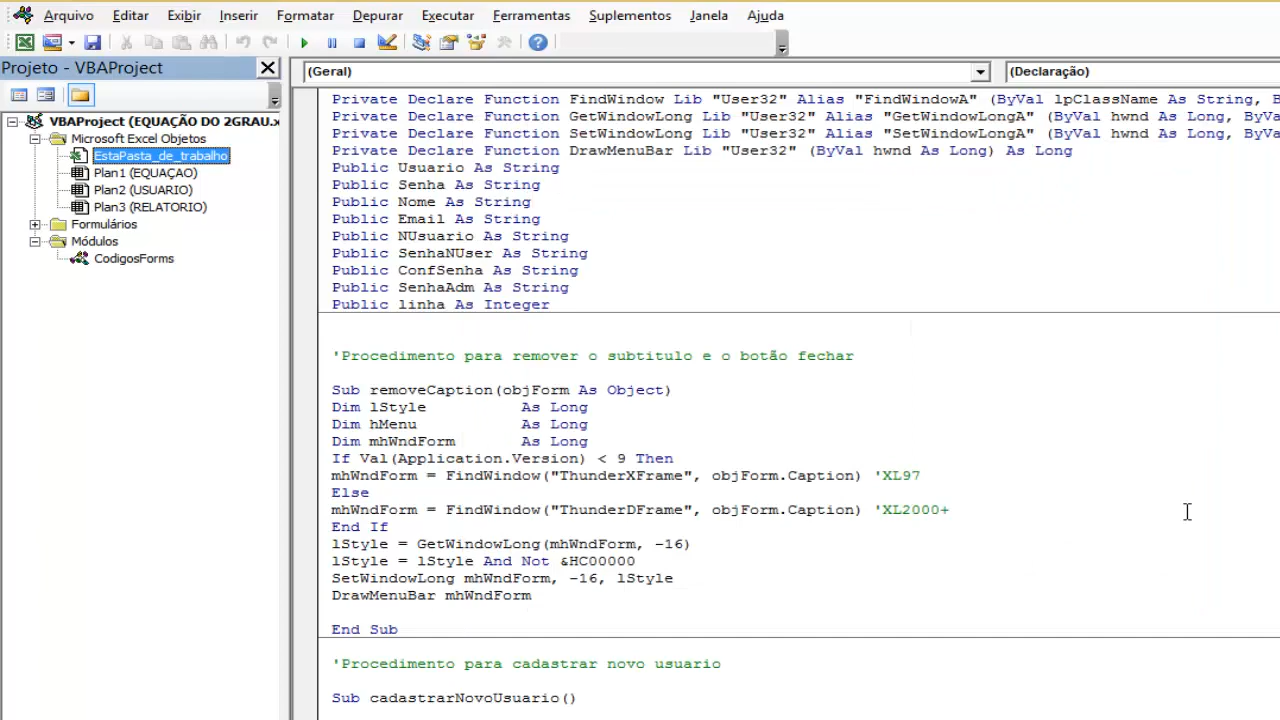 Arquivo Editar Exibir Inserir Formatar Depurar Executar Ferramentas Suplementos Janela Ajuda
Projeto - VBAProject
(Geral)
(Declaração)
VBAProject (EQUAÇÃO DO 2GRAU.x
Microsoft Excel Objetos
EstaPasta_de_trabalho
Plan1 (EQUAÇAO)
Plan2 (USUARIO)
Plan3 (RELATORIO)
Formulários
Módulos
CodigosForms
Private Declare Function FindWindow Lib "User32" Alias "FindWindowA" (ByVal lpClassName As String, B
Private Declare Function GetWindowLong Lib "User32" Alias "GetWindowLongA" (ByVal hwnd As Long, ByVa
Private Declare Function SetWindowLong Lib "User32" Alias "SetWindowLongA" (ByVal hwnd As Long, ByVa
Private Declare Function DrawMenuBar Lib "User32" (ByVal hwnd As Long) As Long
Public Usuario As String
Public Senha As String
Public Nome As String
Public Email As String
Public NUsuario As String
Public SenhaNUser As String
Public ConfSenha As String
Public SenhaAdm As String
Public linha As Integer
'Procedimento para remover o subtitulo e o botão fechar
Sub removeCaption(objForm As Object)
Dim lStyle As Long
Dim hMenu As Long
Dim mhWndForm As Long
If Val(Application.Version) < 9 Then
mhWndForm = FindWindow("ThunderXFrame", objForm.Caption) 'XL97
Else
mhWndForm = FindWindow("ThunderDFrame", objForm.Caption) 'XL2000+
End If
lStyle = GetWindowLong(mhWndForm, -16)
lStyle = lStyle And Not &HC00000
SetWindowLong mhWndForm, -16, lStyle
DrawMenuBar mhWndForm
End Sub
'Procedimento para cadastrar novo usuario
Sub cadastrarNovoUsuario()